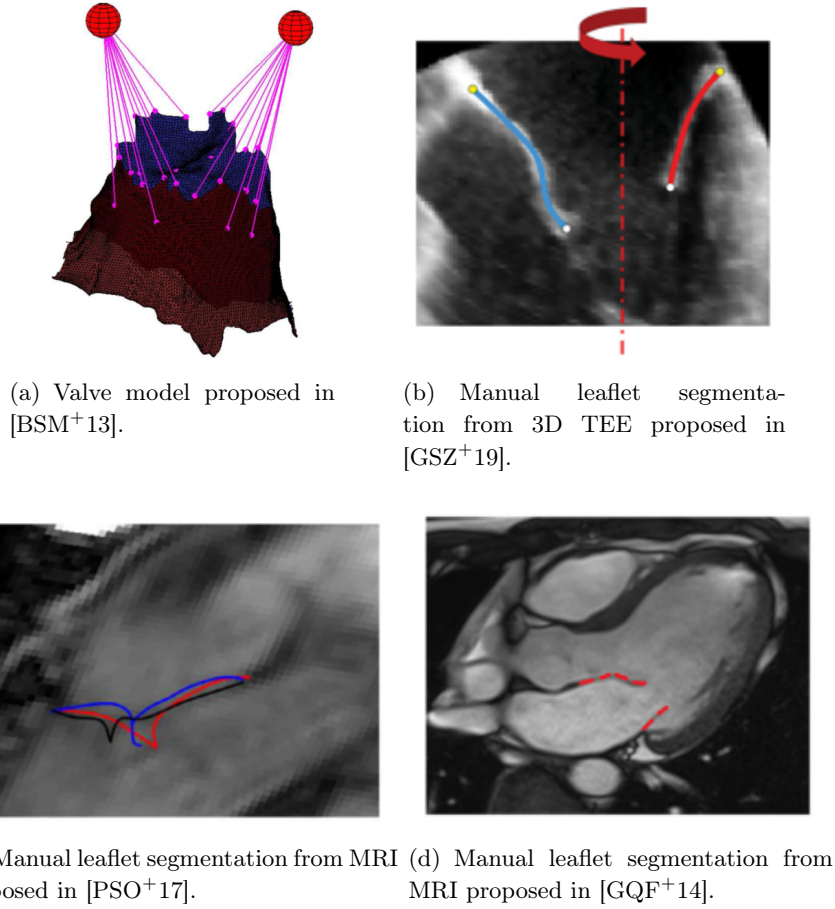 (a) Valve model proposed in
[BSM+13].
(b) Manual leaflet segmenta-
tion from 3D TEE proposed in
[GSZ+19].
Manual leaflet segmentation from MRI
posed in [PSO+17].
(d) Manual leaflet segmentation from
MRI proposed in [GQF+14].